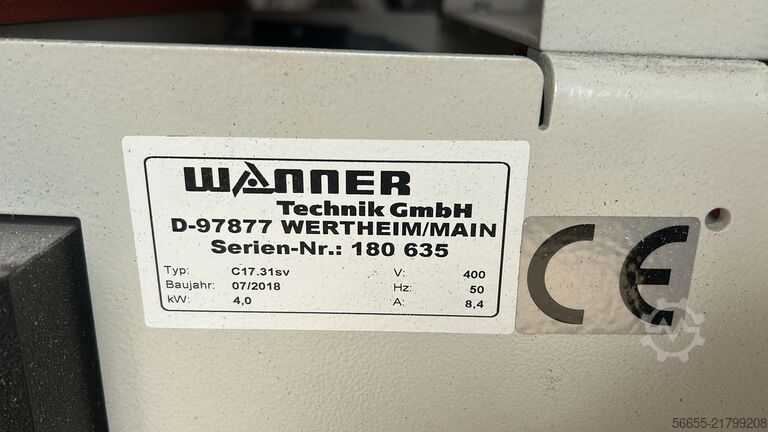 WANNER
Technik GmbH
D-97877 WERTHEIM/MAIN
Serien-Nr.: 180 635
Typ: C17.31sv V: 400
Baujahr: 07/2018 Hz: 50
kW: 4,0 A: 8,4
CE
56655-21799208